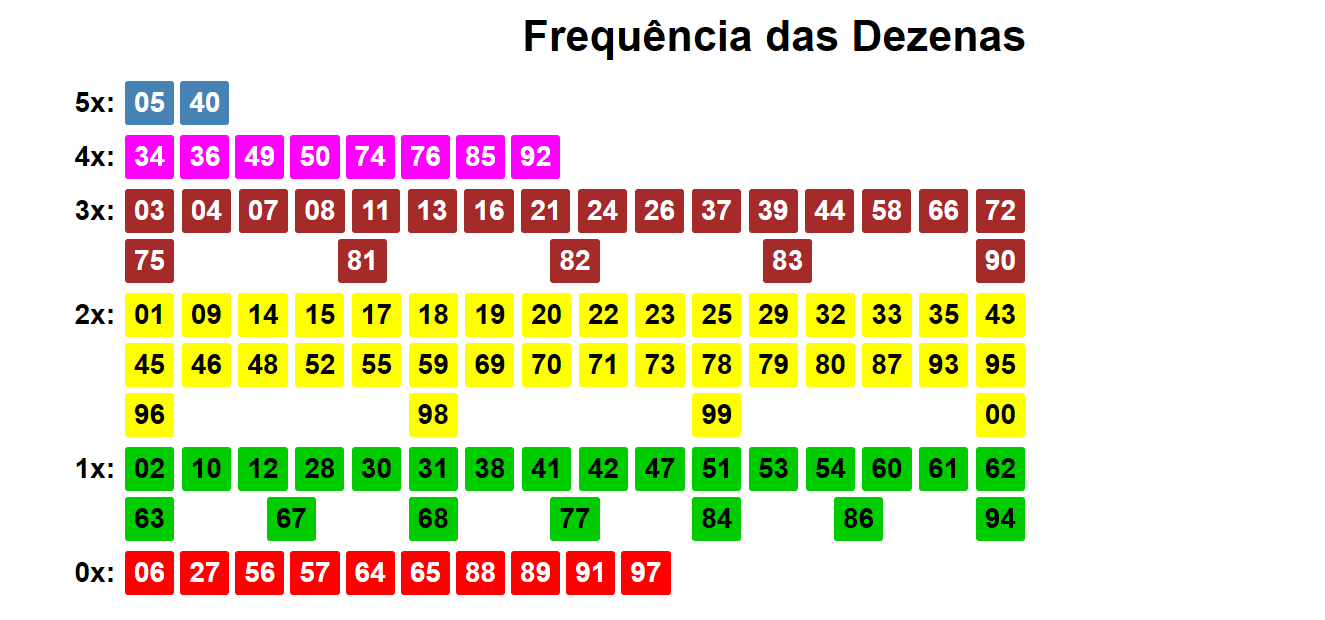 Frequência das Dezenas
5x: 05 40
4x: 34 36 49 50 74 76 85 92
3x: 03 04 07 08 11 13 16 21 24 26 37 39 44 58 66 72
75 81 82 83 90
2x: 01 09 14 15 17 18 19 20 22 23 25 29 32 33 35 43
45 46 48 52 55 59 69 70 71 73 78 79 80 87 93 95
96 98 99 00
1x: 02 10 12 28 30 31 38 41 42 47 51 53 54 60 61 62
63 67 68 77 84 86 94
0x: 06 27 56 57 64 65 88 89 91 97